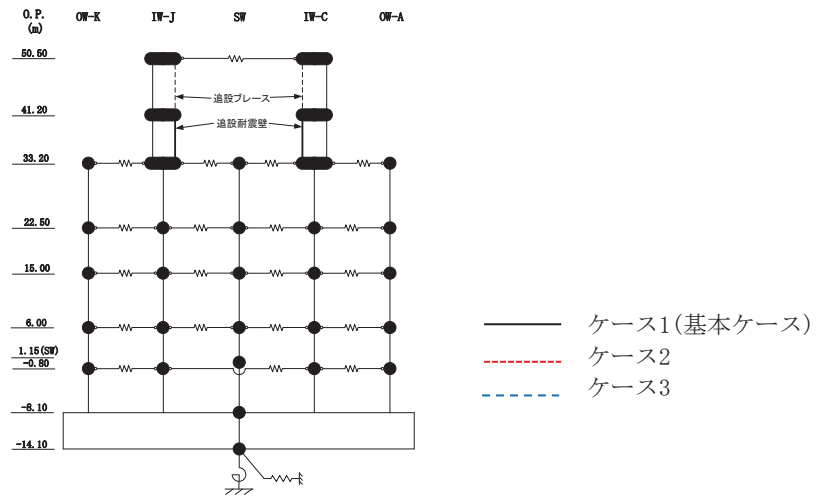 O.P.
(m)
OW-K IW-J SW IW-C OW-A
50.50
41.20
追設ブレース
追設耐震壁
33.20
22.50
15.00
6.00
1.15(SW)
-0.80
-8.10
-14.10
ケース1(基本ケース)
ケース2
ケース3